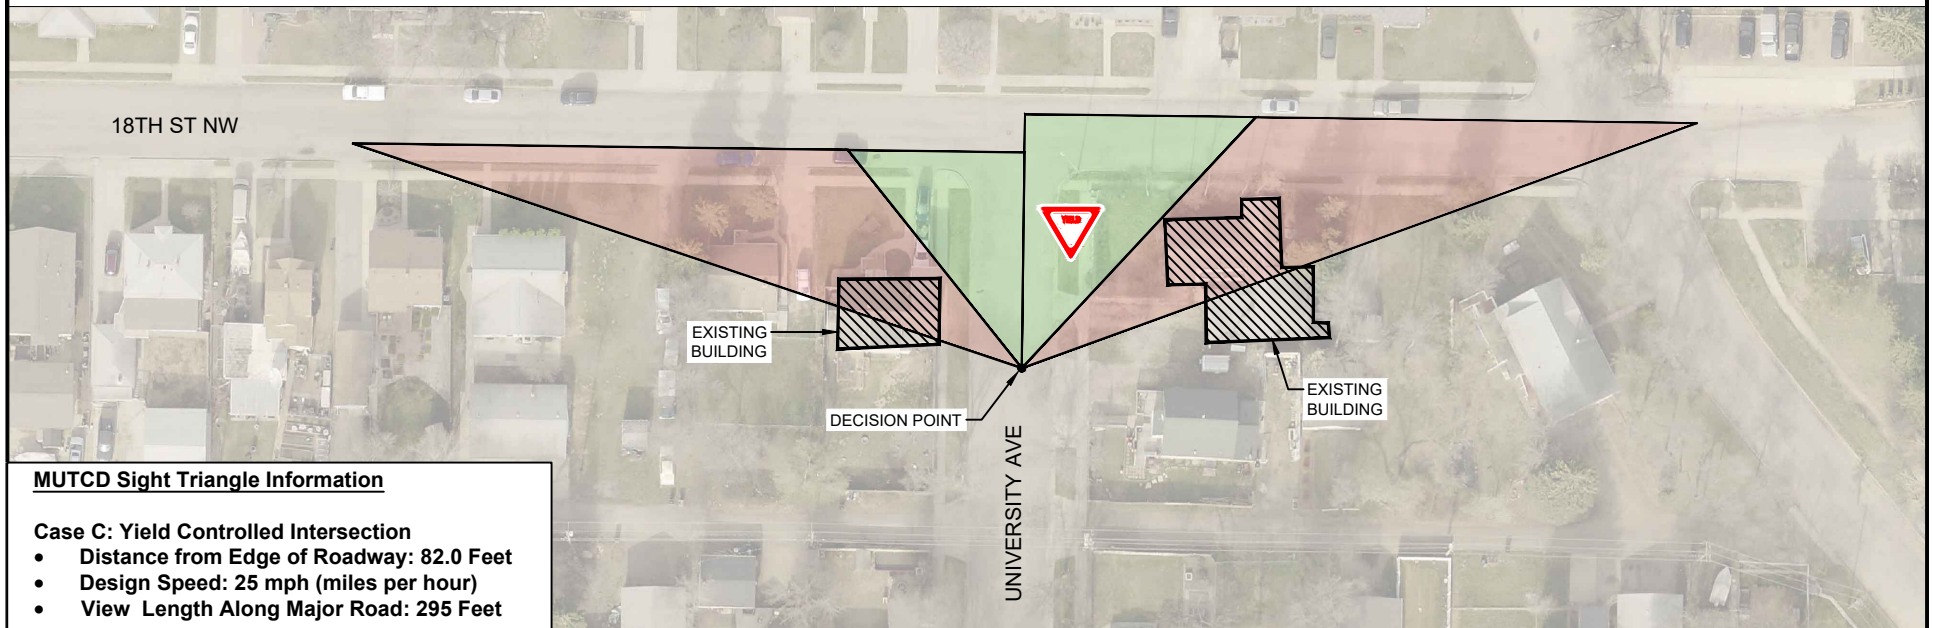 18TH ST NW
YIELD
EXISTING
BUILDING
EXISTING
BUILDING
DECISION POINT
UNIVERSITY AVE
MUTCD Sight Triangle Information
Case C: Yield Controlled Intersection
• Distance from Edge of Roadway: 82.0 Feet
• Design Speed: 25 mph (miles per hour)
• View Length Along Major Road: 295 Feet